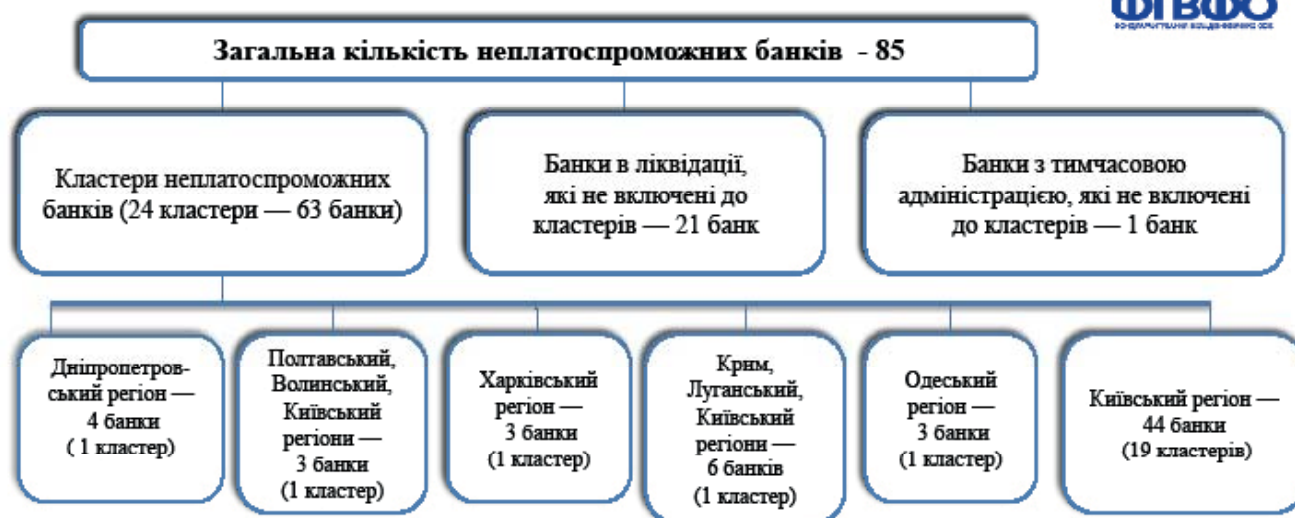 ФГВФО
Загальна кількість неплатоспроможних банків - 85
Кластери неплатоспроможних
банків (24 кластери — 63 банки)
Банки в ліквідації,
які не включені до
кластерів — 21 банк
Банки з тимчасовою
адміністрацією, які не включені
до кластерів — 1 банк
Дніпропетров-
ський регіон —
4 банки
( 1 кластер)
Полтавський,
Волинський,
Київський
регіони —
3 банки
(1 кластер)
Харківський
регіон —
3 банки
(1 кластер)
Крим,
Луганський,
Київський
регіони —
6 банків
(1 кластер)
Одеський
регіон —
3 банки
(1 кластер)
Київський регіон —
44 банки
(19 кластерів)